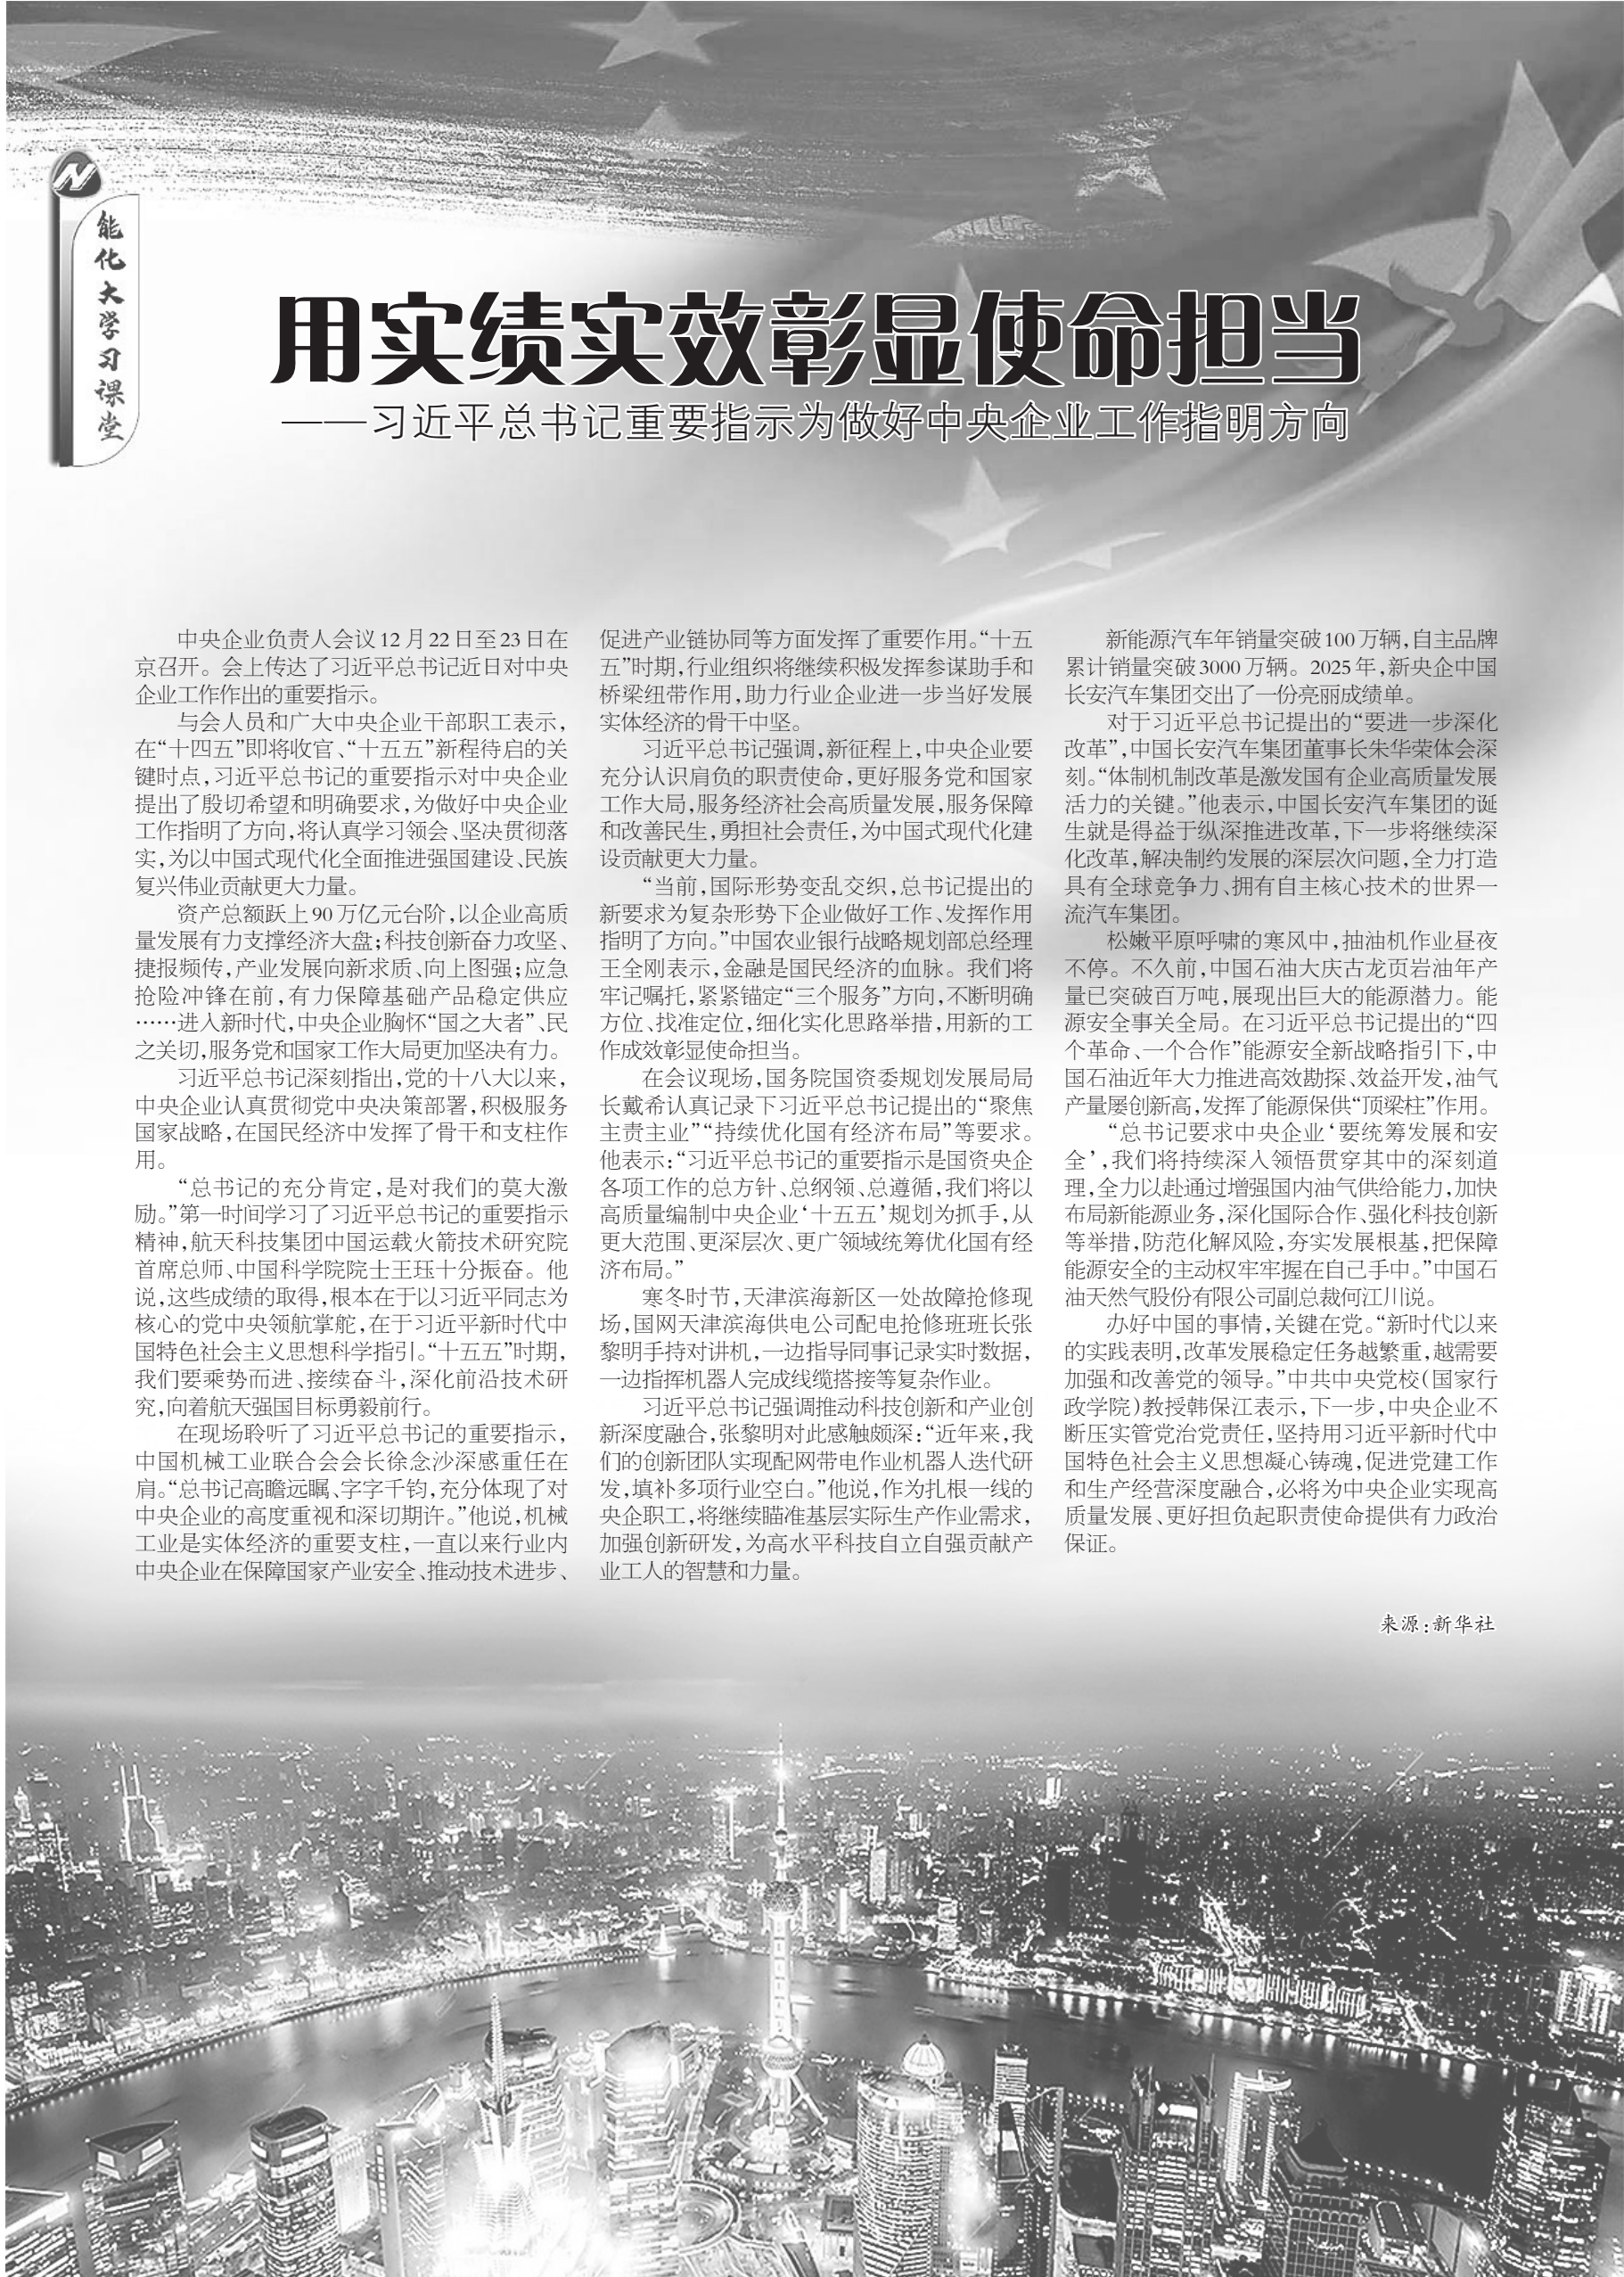 能化大学习课堂
用实绩实效彰显使命担当
——习近平总书记重要指示为做好中央企业工作指明方向
中央企业负责人会议12月22日至23日在
京召开。会上传达了习近平总书记近日对中央
企业工作作出的重要指示。
与会人员和广大中央企业干部职工表示，
在“十四五”即将收官、“十五五”新程待启的关
键时点，习近平总书记的重要指示对中央企业
提出了殷切希望和明确要求，为做好中央企业
工作指明了方向，将认真学习领会、坚决贯彻落
实，为以中国式现代化全面推进强国建设、民族
复兴伟业贡献更大力量。
资产总额跃上90万亿元台阶，以企业高质
量发展有力支撑经济大盘；科技创新奋力攻坚、
捷报频传，产业发展向新求质、向上图强；应急
抢险冲锋在前，有力保障基础产品稳定供应
……进入新时代，中央企业胸怀“国之大者”、民
之关切，服务党和国家工作大局更加坚决有力。
习近平总书记深刻指出，党的十八大以来，
中央企业认真贯彻党中央决策部署，积极服务
国家战略，在国民经济中发挥了骨干和支柱作
用。
“总书记的充分肯定，是对我们的莫大激
励。”第一时间学习了习近平总书记的重要指示
精神，航天科技集团中国运载火箭技术研究院
首席总师、中国科学院院士王珏十分振奋。他
说，这些成绩的取得，根本在于以习近平同志为
核心的党中央领航掌舵，在于习近平新时代中
国特色社会主义思想科学指引。“十五五”时期，
我们要乘势而进、接续奋斗，深化前沿技术研
究，向着航天强国目标勇毅前行。
在现场聆听了习近平总书记的重要指示，
中国机械工业联合会会长徐念沙深感重任在
肩。“总书记高瞻远瞩、字字千钧，充分体现了对
中央企业的高度重视和深切期许。”他说，机械
工业是实体经济的重要支柱，一直以来行业内
中央企业在保障国家产业安全、推动技术进步、
促进产业链协同等方面发挥了重要作用。“十五
五”时期，行业组织将继续积极发挥参谋助手和
桥梁纽带作用，助力行业企业进一步当好发展
实体经济的骨干中坚。
习近平总书记强调，新征程上，中央企业要
充分认识肩负的职责使命，更好服务党和国家
工作大局，服务经济社会高质量发展，服务保障
和改善民生，勇担社会责任，为中国式现代化建
设贡献更大力量。
“当前，国际形势变乱交织，总书记提出的
新要求为复杂形势下企业做好工作、发挥作用
指明了方向。”中国农业银行战略规划部总经理
王全刚表示，金融是国民经济的血脉。我们将
牢记嘱托，紧紧锚定“三个服务”方向，不断明确
方位、找准定位，细化实化思路举措，用新的工
作成效彰显使命担当。
在会议现场，国务院国资委规划发展局局
长戴希认真记录下习近平总书记提出的“聚焦
主责主业”“持续优化国有经济布局”等要求。
他表示：“习近平总书记的重要指示是国资央企
各项工作的总方针、总纲领、总遵循，我们将以
高质量编制中央企业‘十五五’规划为抓手，从
更大范围、更深层次、更广领域统筹优化国有经
济布局。”
寒冬时节，天津滨海新区一处故障抢修现
场，国网天津滨海供电公司配电抢修班班长张
黎明手持对讲机，一边指导同事记录实时数据，
一边指挥机器人完成线缆搭接等复杂作业。
习近平总书记强调推动科技创新和产业创
新深度融合，张黎明对此感触颇深：“近年来，我
们的创新团队实现配网带电作业机器人迭代研
发，填补多项行业空白。”他说，作为扎根一线的
央企职工，将继续瞄准基层实际生产作业需求，
加强创新研发，为高水平科技自立自强贡献产
业工人的智慧和力量。
新能源汽车年销量突破100万辆，自主品牌
累计销量突破3000万辆。2025年，新央企中国
长安汽车集团交出了一份亮丽成绩单。
对于习近平总书记提出的“要进一步深化
改革”，中国长安汽车集团董事长朱华荣体会深
刻。“体制机制改革是激发国有企业高质量发展
活力的关键。”他表示，中国长安汽车集团的诞
生就是得益于纵深推进改革，下一步将继续深
化改革，解决制约发展的深层次问题，全力打造
具有全球竞争力、拥有自主核心技术的世界一
流汽车集团。
松嫩平原呼啸的寒风中，抽油机作业昼夜
不停。不久前，中国石油大庆古龙页岩油年产
量已突破百万吨，展现出巨大的能源潜力。能
源安全事关全局。在习近平总书记提出的“四
个革命、一个合作”能源安全新战略指引下，中
国石油近年大力推进高效勘探、效益开发，油气
产量屡创新高，发挥了能源保供“顶梁柱”作用。
“总书记要求中央企业‘要统筹发展和安
全’，我们将持续深入领悟贯穿其中的深刻道
理，全力以赴通过增强国内油气供给能力，加快
布局新能源业务，深化国际合作、强化科技创新
等举措，防范化解风险，夯实发展根基，把保障
能源安全的主动权牢牢握在自己手中。”中国石
油天然气股份有限公司副总裁何江川说。
办好中国的事情，关键在党。“新时代以来
的实践表明，改革发展稳定任务越繁重，越需要
加强和改善党的领导。”中共中央党校（国家行
政学院）教授韩保江表示，下一步，中央企业不
断压实管党治党责任，坚持用习近平新时代中
国特色社会主义思想凝心铸魂，促进党建工作
和生产经营深度融合，必将为中央企业实现高
质量发展、更好担负起职责使命提供有力政治
保证。
来源：新华社